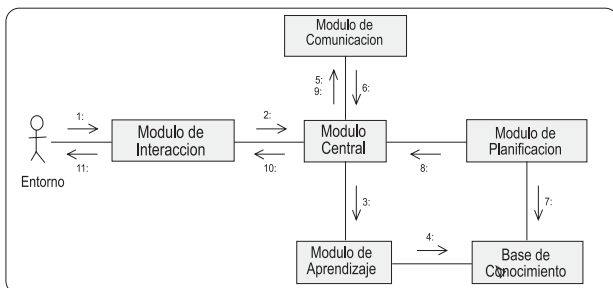 Modulo de
Comunicacion
5:
9:
6:
1:
2:
Modulo de
Interaccion
Modulo
Central
Modulo de
Planificacion
11:
10:
8:
Entorno
3:
7:
4:
Modulo de
Aprendizaje
Base de
Conocimiento